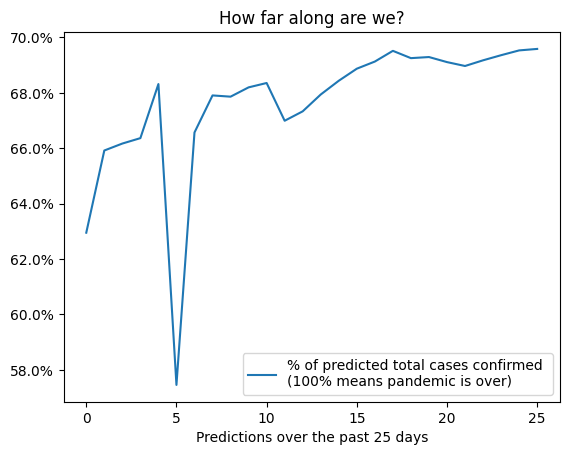 How far along are we?
70.0%
68.0%
66.0%
64.0%
62.0%
60.0%
58.0%
% of predicted total cases confirmed
(100% means pandemic is over)
0 5 10 15 20 25
Predictions over the past 25 days